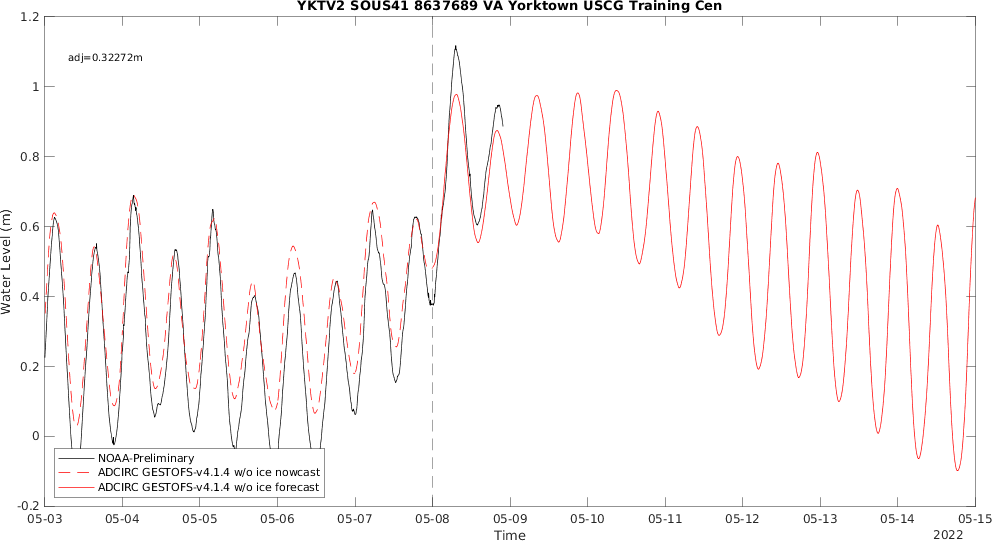 YKTV2 SOUS41 8637689 VA Yorktown USCG Training Cen
adj=0.32272m
Water Level (m)
1.2
1
0.8
0.6
0.4
0.2
0
-0.2
NOAA-Preliminary
ADCIRC GESTOFS-v4.1.4 w/o ice nowcast
ADCIRC GESTOFS-v4.1.4 w/o ice forecast
05-03 05-04 05-05 05-06 05-07 05-08 05-09 05-10 05-11 05-12 05-13 05-14 05-15
Time
2022